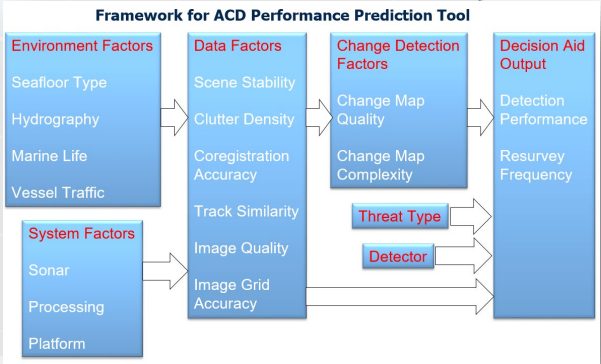 Framework for ACD Performance Prediction Tool
Environment Factors
Seafloor Type
Hydrography
Marine Life
Vessel Traffic
System Factors
Sonar
Processing
Platform
Data Factors
Scene Stability
Clutter Density
Coregistration
Accuracy
Track Similarity
Image Quality
Image Grid
Accuracy
Change Detection
Factors
Change Map
Quality
Change Map
Complexity
Threat Type
Detector
Decision Aid
Output
Detection
Performance
Resurvey
Frequency